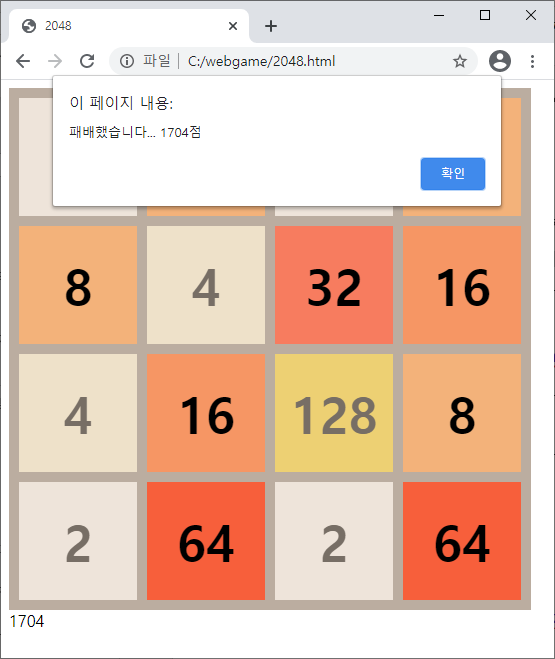 2048
파일 C:/webgame/2048.html
이 페이지 내용:
패배했습니다... 1704점
확인
8 4 32 16
4 16 128 8
2 64 2 64
1704